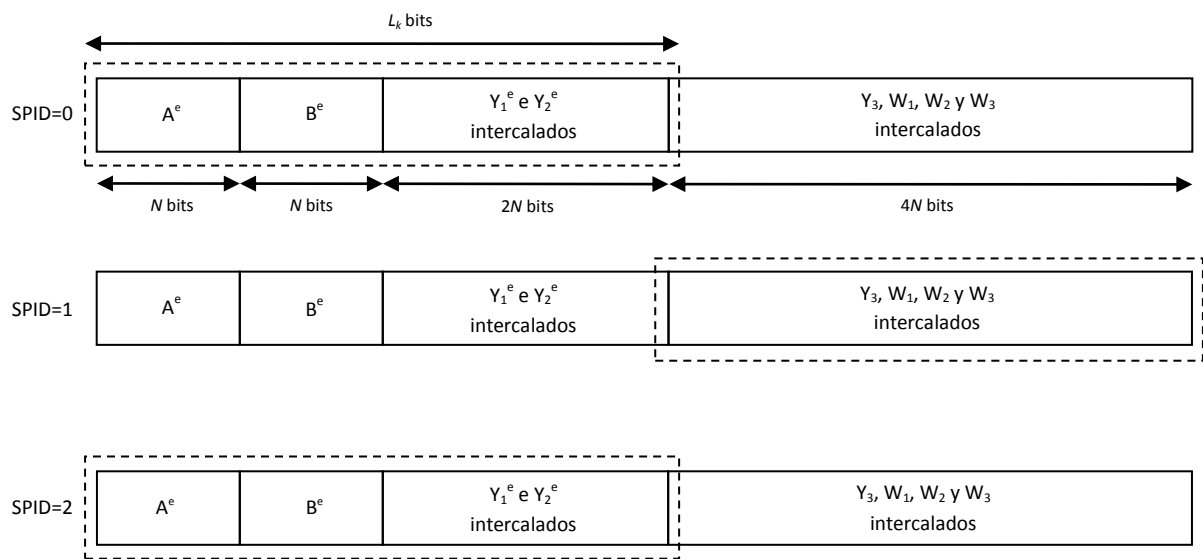 L_k bits
SPID=0
A^e
B^e
Y_1^e e Y_2^e
intercalados
Y_3, W_1, W_2 y W_3
intercalados
N bits
N bits
2N bits
4N bits
SPID=1
A^e
B^e
Y_1^e e Y_2^e
intercalados
Y_3, W_1, W_2 y W_3
intercalados
SPID=2
A^e
B^e
Y_1^e e Y_2^e
intercalados
Y_3, W_1, W_2 y W_3
intercalados